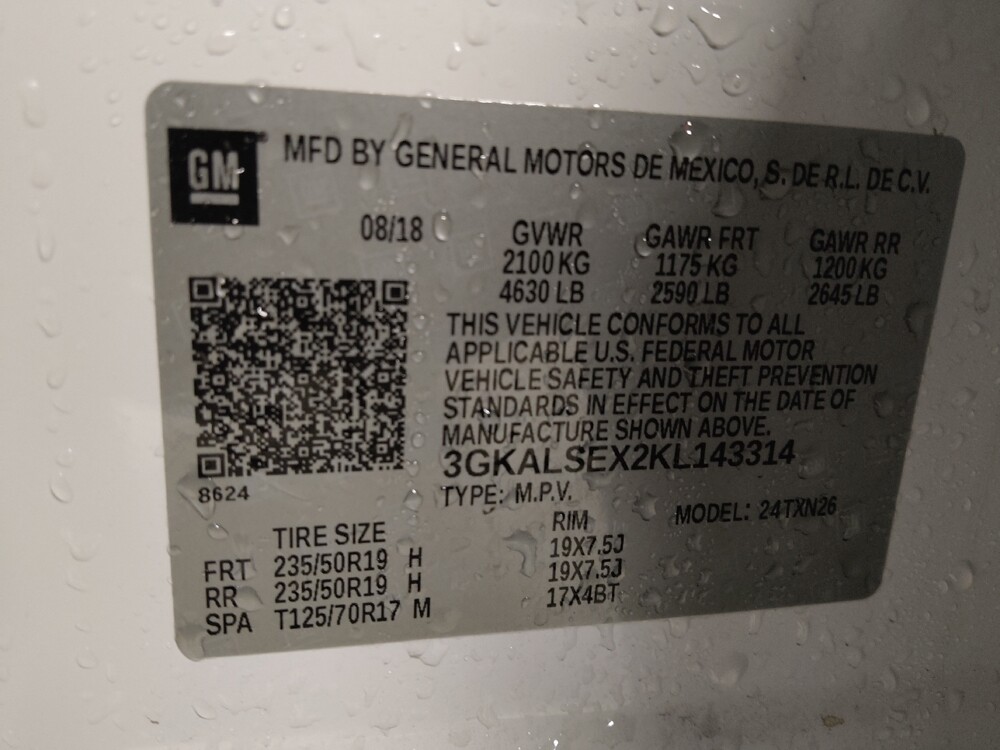 GM MFD BY GENERAL MOTORS DE MEXICO, S. DE R.L. DE C.V.
08/18 GVWR GAWR FRT GAWR RR
2100 KG 1175 KG 1200 KG
4630 LB 2590 LB 2645 LB
THIS VEHICLE CONFORMS TO ALL
APPLICABLE U.S. FEDERAL MOTOR
VEHICLE SAFETY AND THEFT PREVENTION
STANDARDS IN EFFECT ON THE DATE OF
MANUFACTURE SHOWN ABOVE.
3GKALSEX2KL143314
8624
TYPE: M.P.V. MODEL: 24TXN26
TIRE SIZE RIM
FRT 235/50R19 H 19X7.5J
RR 235/50R19 H 19X7.5J
SPA T125/70R17 M 17X4BT